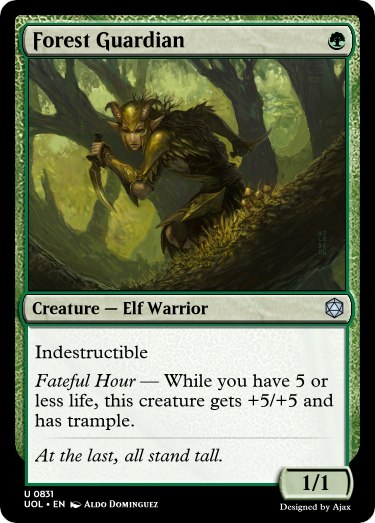 Forest Guardian
Creature — Elf Warrior
Indestructible
Fateful Hour — While you have 5 or
less life, this creature gets +5/+5 and
has trample.
At the last, all stand tall.
1/1
U 0831
UOL • EN Aldo Dominguez
Designed by Ajax